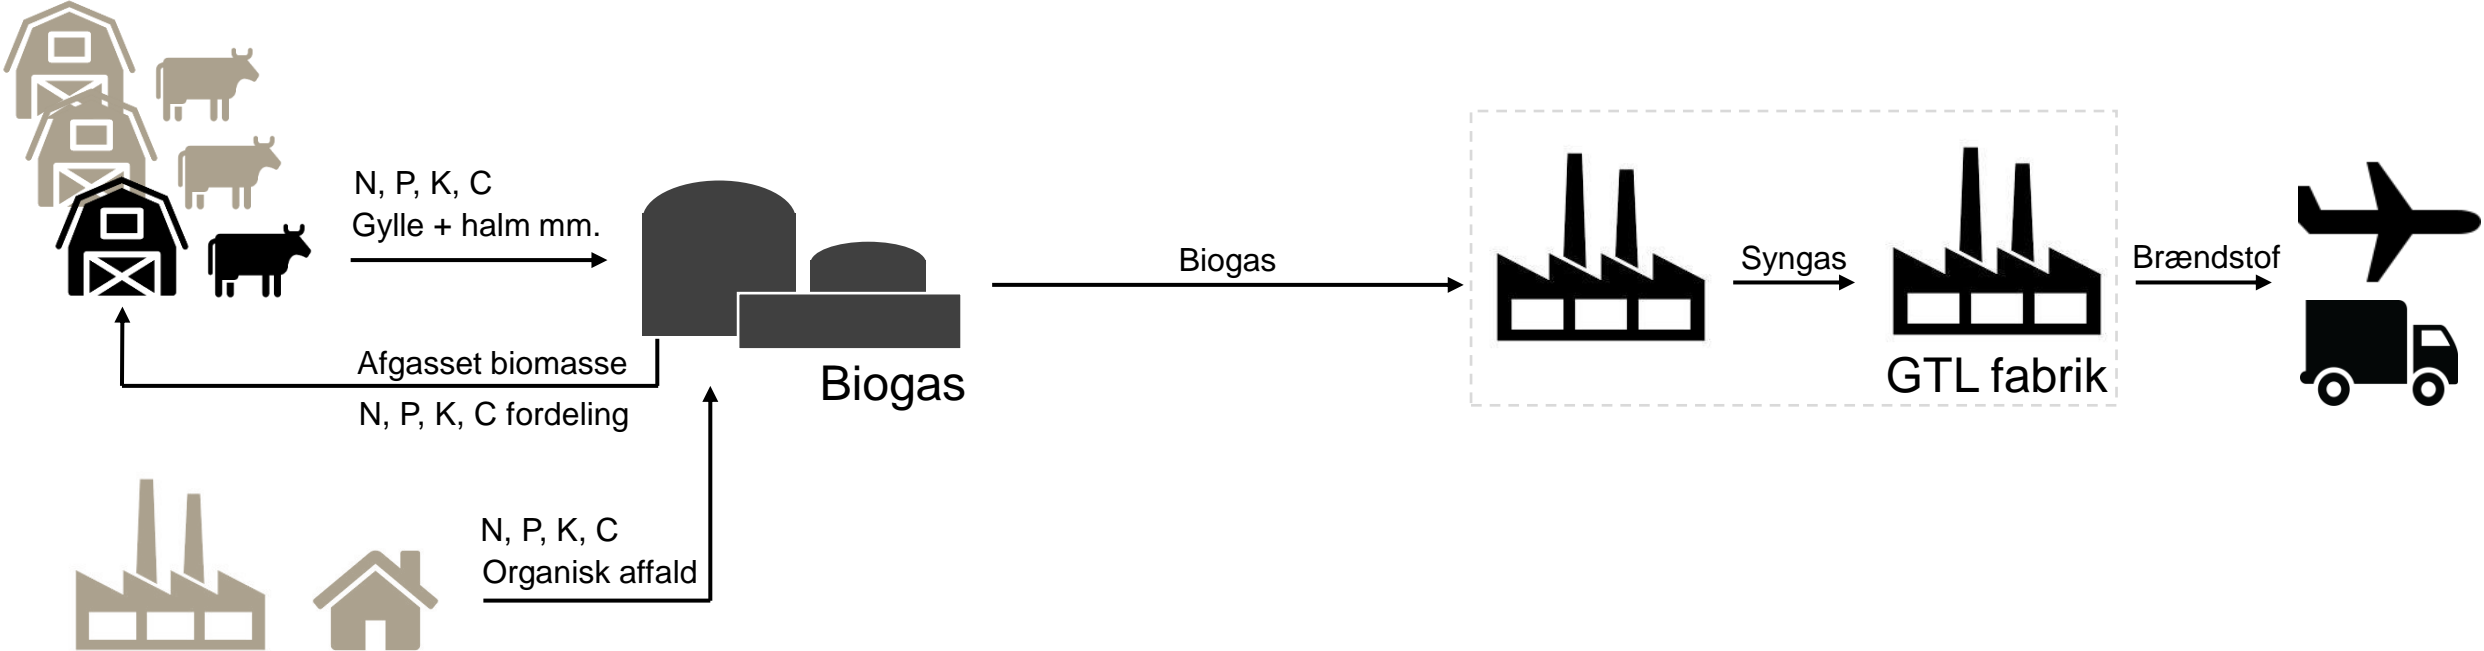 N, P, K, C
Gylle + halm mm.
Biogas
Syngas
Brændstof
Afgasset biomasse
N, P, K, C fordeling
Biogas
GTL fabrik
N, P, K, C
Organisk affald